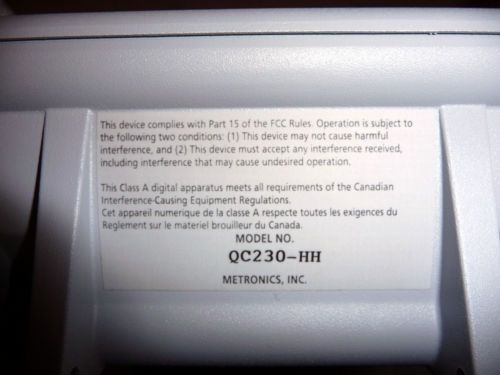 This device complies with Part 15 of the FCC Rules. Operation is subject to
the following two conditions: (1) This device may not cause harmful
interference, and (2) This device must accept any interference received,
including interference that may cause undesired operation.
This Class A digital apparatus meets all requirements of the Canadian
Interference-Causing Equipment Regulations.
Cet appareil numerique de la classe A respecte toutes les exigences du
Reglement sur le materiel brouilleur du Canada.
MODEL NO.
QC230-HH
METRONICS, INC.